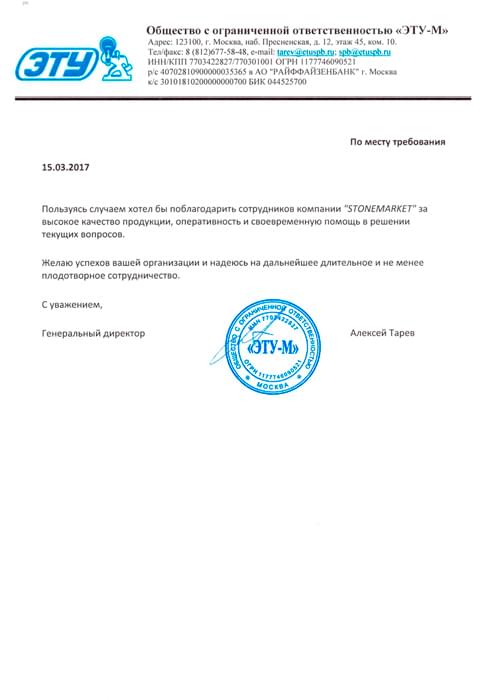 ЭТУ
Общество с ограниченной ответственностью «ЭТУ-М»
Адрес: 123100, г. Москва, наб. Пресненская, д. 12, этаж 45, ком. 10.
Тел/факс: 8 (812)677-58-48, e-mail: tarev@etuspb.ru; spb@etuspb.ru
ИНН/КПП 7703422827/770301001 ОГРН 1177746090521
р/с 40702810900000035365 в АО "РАЙФФАЙЗЕНБАНК" г. Москва
к/с 30101810200000000700 БИК 044525700
По месту требования
15.03.2017
Пользуясь случаем хотел бы поблагодарить сотрудников компании "STONEMARKET" за
высокое качество продукции, оперативность и своевременную помощь в решении
текущих вопросов.
Желаю успехов вашей организации и надеюсь на дальнейшее длительное и не менее
плодотворное сотрудничество.
С уважением,
Генеральный директор
Алексей Тарев
ОБЩЕСТВО С ОГРАНИЧЕННОЙ ОТВЕТСТВЕННОСТЬЮ
ИНН 7703422827
«ЭТУ-М»
ОГРН 1177746090521
* МОСКВА *